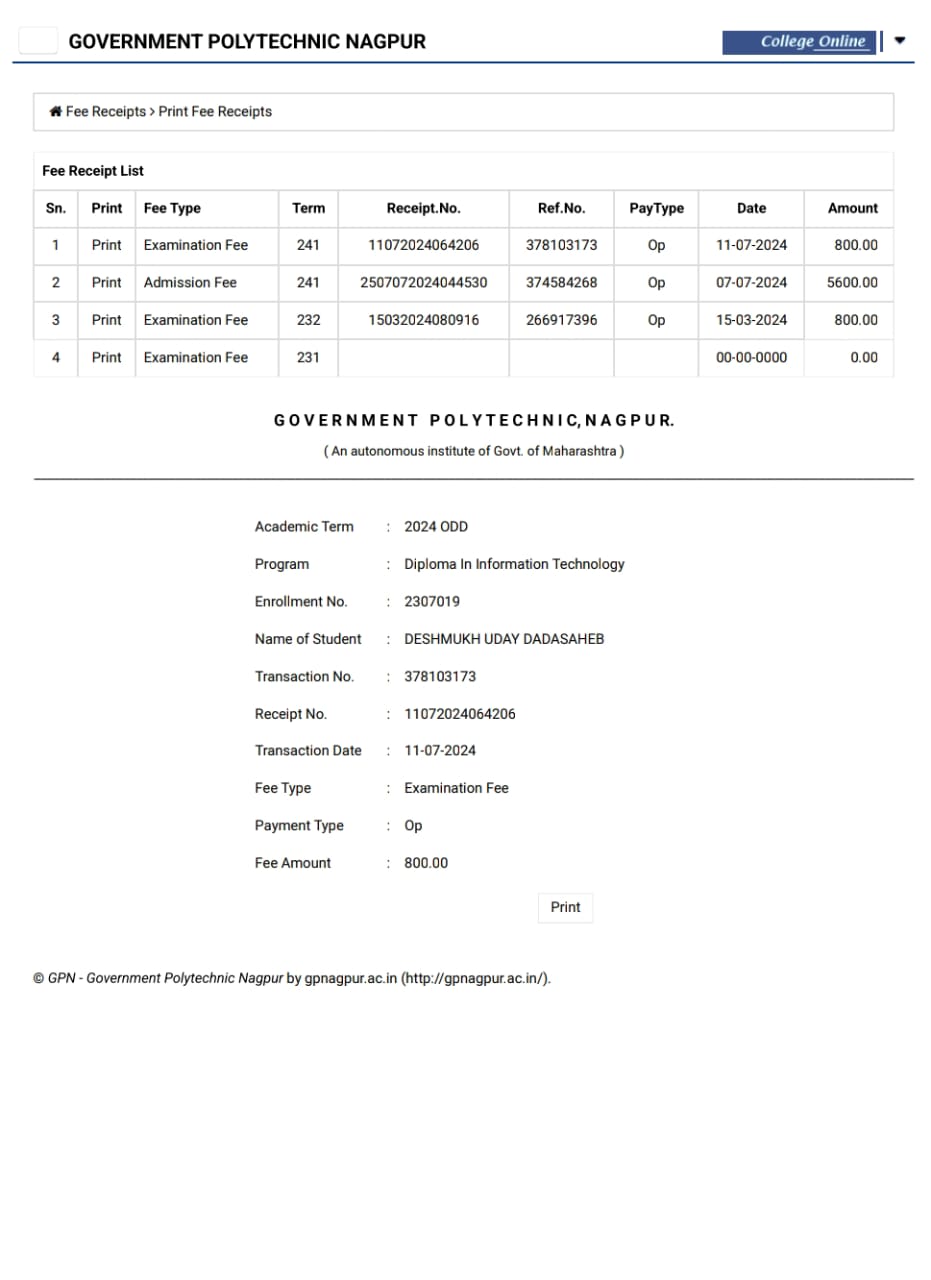 GOVERNMENT POLYTECHNIC NAGPUR College Online
Fee Receipts > Print Fee Receipts
Fee Receipt List
Sn. Print Fee Type Term Receipt.No. Ref.No. PayType Date Amount
1 Print Examination Fee 241 11072024064206 378103173 Op 11-07-2024 800.00
2 Print Admission Fee 241 2507072024044530 374584268 Op 07-07-2024 5600.00
3 Print Examination Fee 232 15032024080916 266917396 Op 15-03-2024 800.00
4 Print Examination Fee 231 00-00-0000 0.00
GOVERNMENT POLYTECHNIC, NAGPUR.
( An autonomous institute of Govt. of Maharashtra )
Academic Term : 2024 ODD
Program : Diploma In Information Technology
Enrollment No. : 2307019
Name of Student : DESHMUKH UDAY DADASAHEB
Transaction No. : 378103173
Receipt No. : 11072024064206
Transaction Date : 11-07-2024
Fee Type : Examination Fee
Payment Type : Op
Fee Amount : 800.00
Print
© GPN - Government Polytechnic Nagpur by gpnagpur.ac.in (http://gpnagpur.ac.in/).